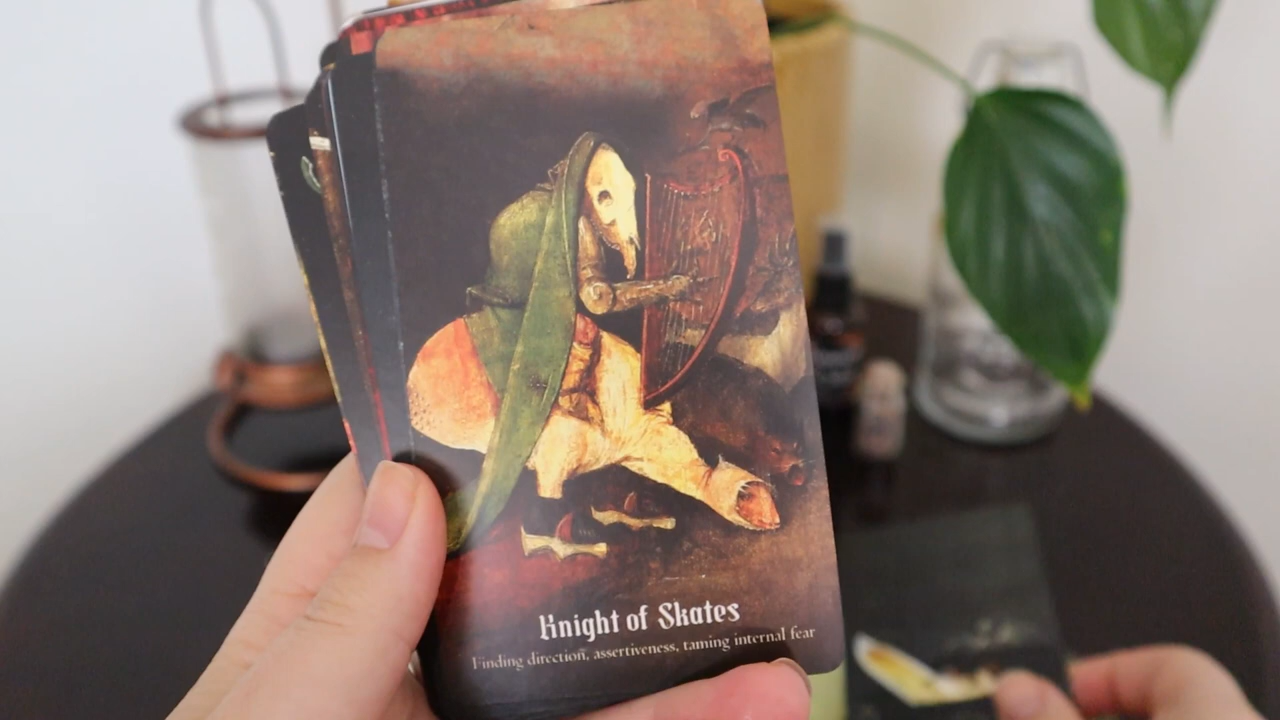 Knight of Skates
Finding direction, assertiveness, taming internal fear